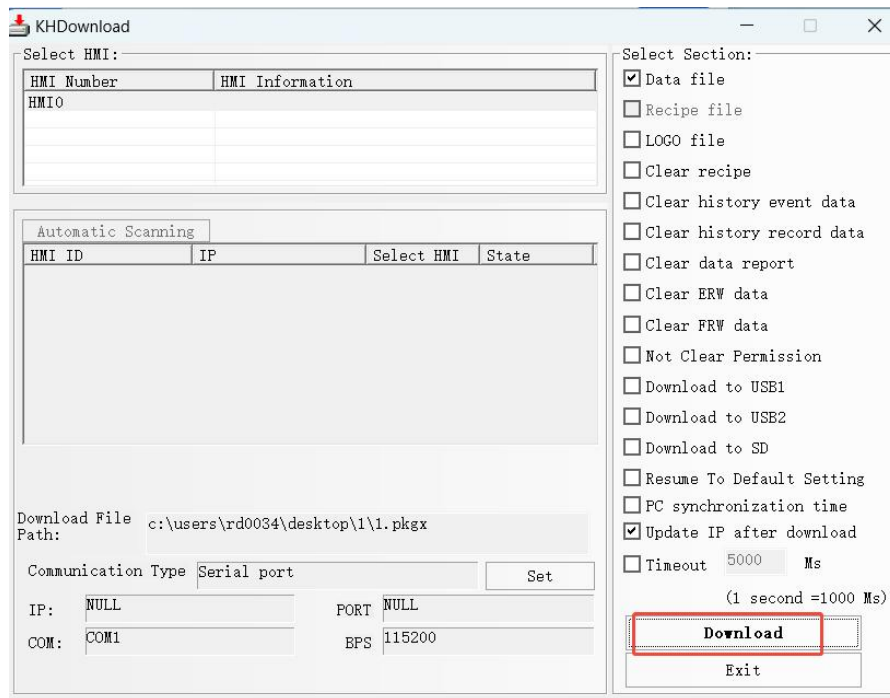 KHDownload
Select HMI:
HMI Number HMI Information
HMI0
Automatic Scanning
HMI ID IP Select HMI State
Download File
Path:
c:\users\rd0034\desktop\1\1.pkgx
Communication Type Serial port Set
IP: NULL PORT NULL
COM: COM1 BPS 115200
Select Section:
Data file
Recipe file
LOGO file
Clear recipe
Clear history event data
Clear history record data
Clear data report
Clear ERW data
Clear FRW data
Not Clear Permission
Download to USB1
Download to USB2
Download to SD
Resume To Default Setting
PC synchronization time
Update IP after download
Timeout 5000 Ms
(1 second =1000 Ms)
Download
Exit